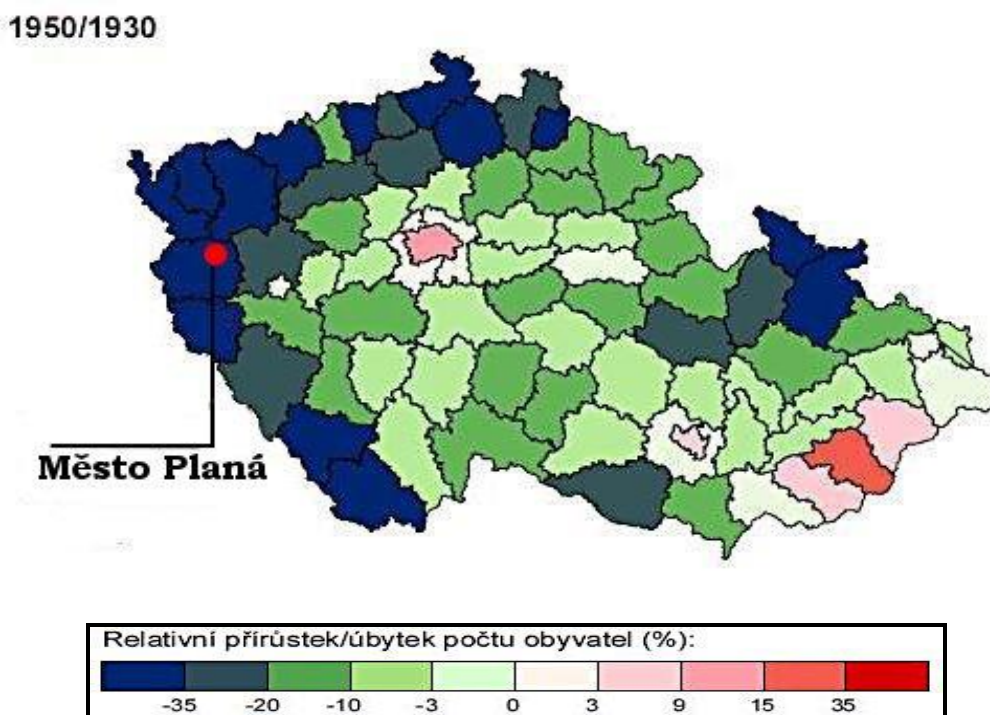 1950/1930
Město Planá
Relativní přírůstek/úbytek počtu obyvatel (%):
-35 -20 -10 -3 0 3 9 15 35